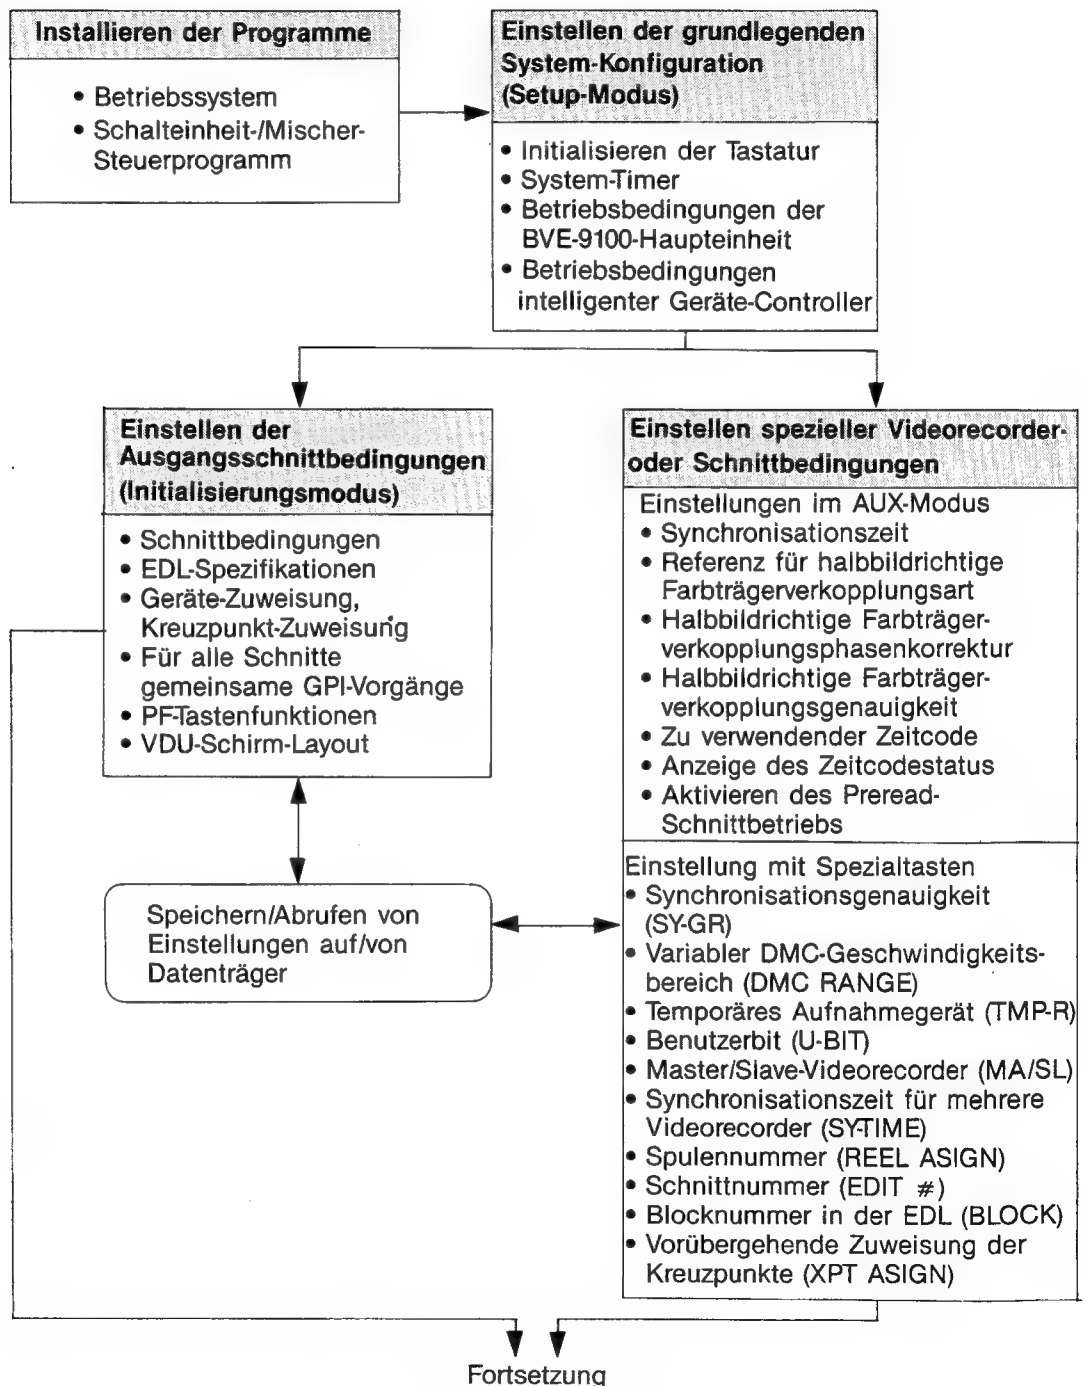 Installieren der Programme
• Betriebssystem
• Schalteinheit-/Mischer-
Steuerprogramm
Einstellen der grundlegenden
System-Konfiguration
(Setup-Modus)
• Initialisieren der Tastatur
• System-Timer
• Betriebsbedingungen der
BVE-9100-Haupteinheit
• Betriebsbedingungen
intelligenter Geräte-Controller
Einstellen der
Ausgangsschnittbedingungen
(Initialisierungsmodus)
• Schnittbedingungen
• EDL-Spezifikationen
• Geräte-Zuweisung,
Kreuzpunkt-Zuweisung
• Für alle Schnitte
gemeinsame GPI-Vorgänge
• PF-Tastenfunktionen
• VDU-Schirm-Layout
Speichern/Abrufen von
Einstellungen auf/von
Datenträger
Einstellen spezieller Videorecorder-
oder Schnittbedingungen
Einstellungen im AUX-Modus
• Synchronisationszeit
• Referenz für halbbildrichtige
Farbträgerverkopplungsart
• Halbbildrichtige Farbträger-
verkopplungsphasenkorrektur
• Halbbildrichtige Farbträger-
verkopplungsgenauigkeit
• Zu verwendender Zeitcode
• Anzeige des Zeitcodestatus
• Aktivieren des Preread-
Schnittbetriebs
Einstellung mit Spezialtasten
• Synchronisationsgenauigkeit
(SY-GR)
• Variabler DMC-Geschwindigkeits-
bereich (DMC RANGE)
• Temporäres Aufnahmegerät (TMP-R)
• Benutzerbit (U-BIT)
• Master/Slave-Videorecorder (MA/SL)
• Synchronisationszeit für mehrere
Videorecorder (SY-TIME)
• Spulennummer (REEL ASIGN)
• Schnittnummer (EDIT #)
• Blocknummer in der EDL (BLOCK)
• Vorübergehende Zuweisung der
Kreuzpunkte (XPT ASIGN)
Fortsetzung